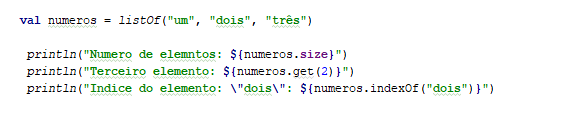 val numeros = listOf("um", "dois", "três")
println("Numero de elemntos: ${numeros.size}")
println("Terceiro elemento: ${numeros.get(2)}")
println("Indice do elemento: \"dois\": ${numeros.indexOf("dois")}")